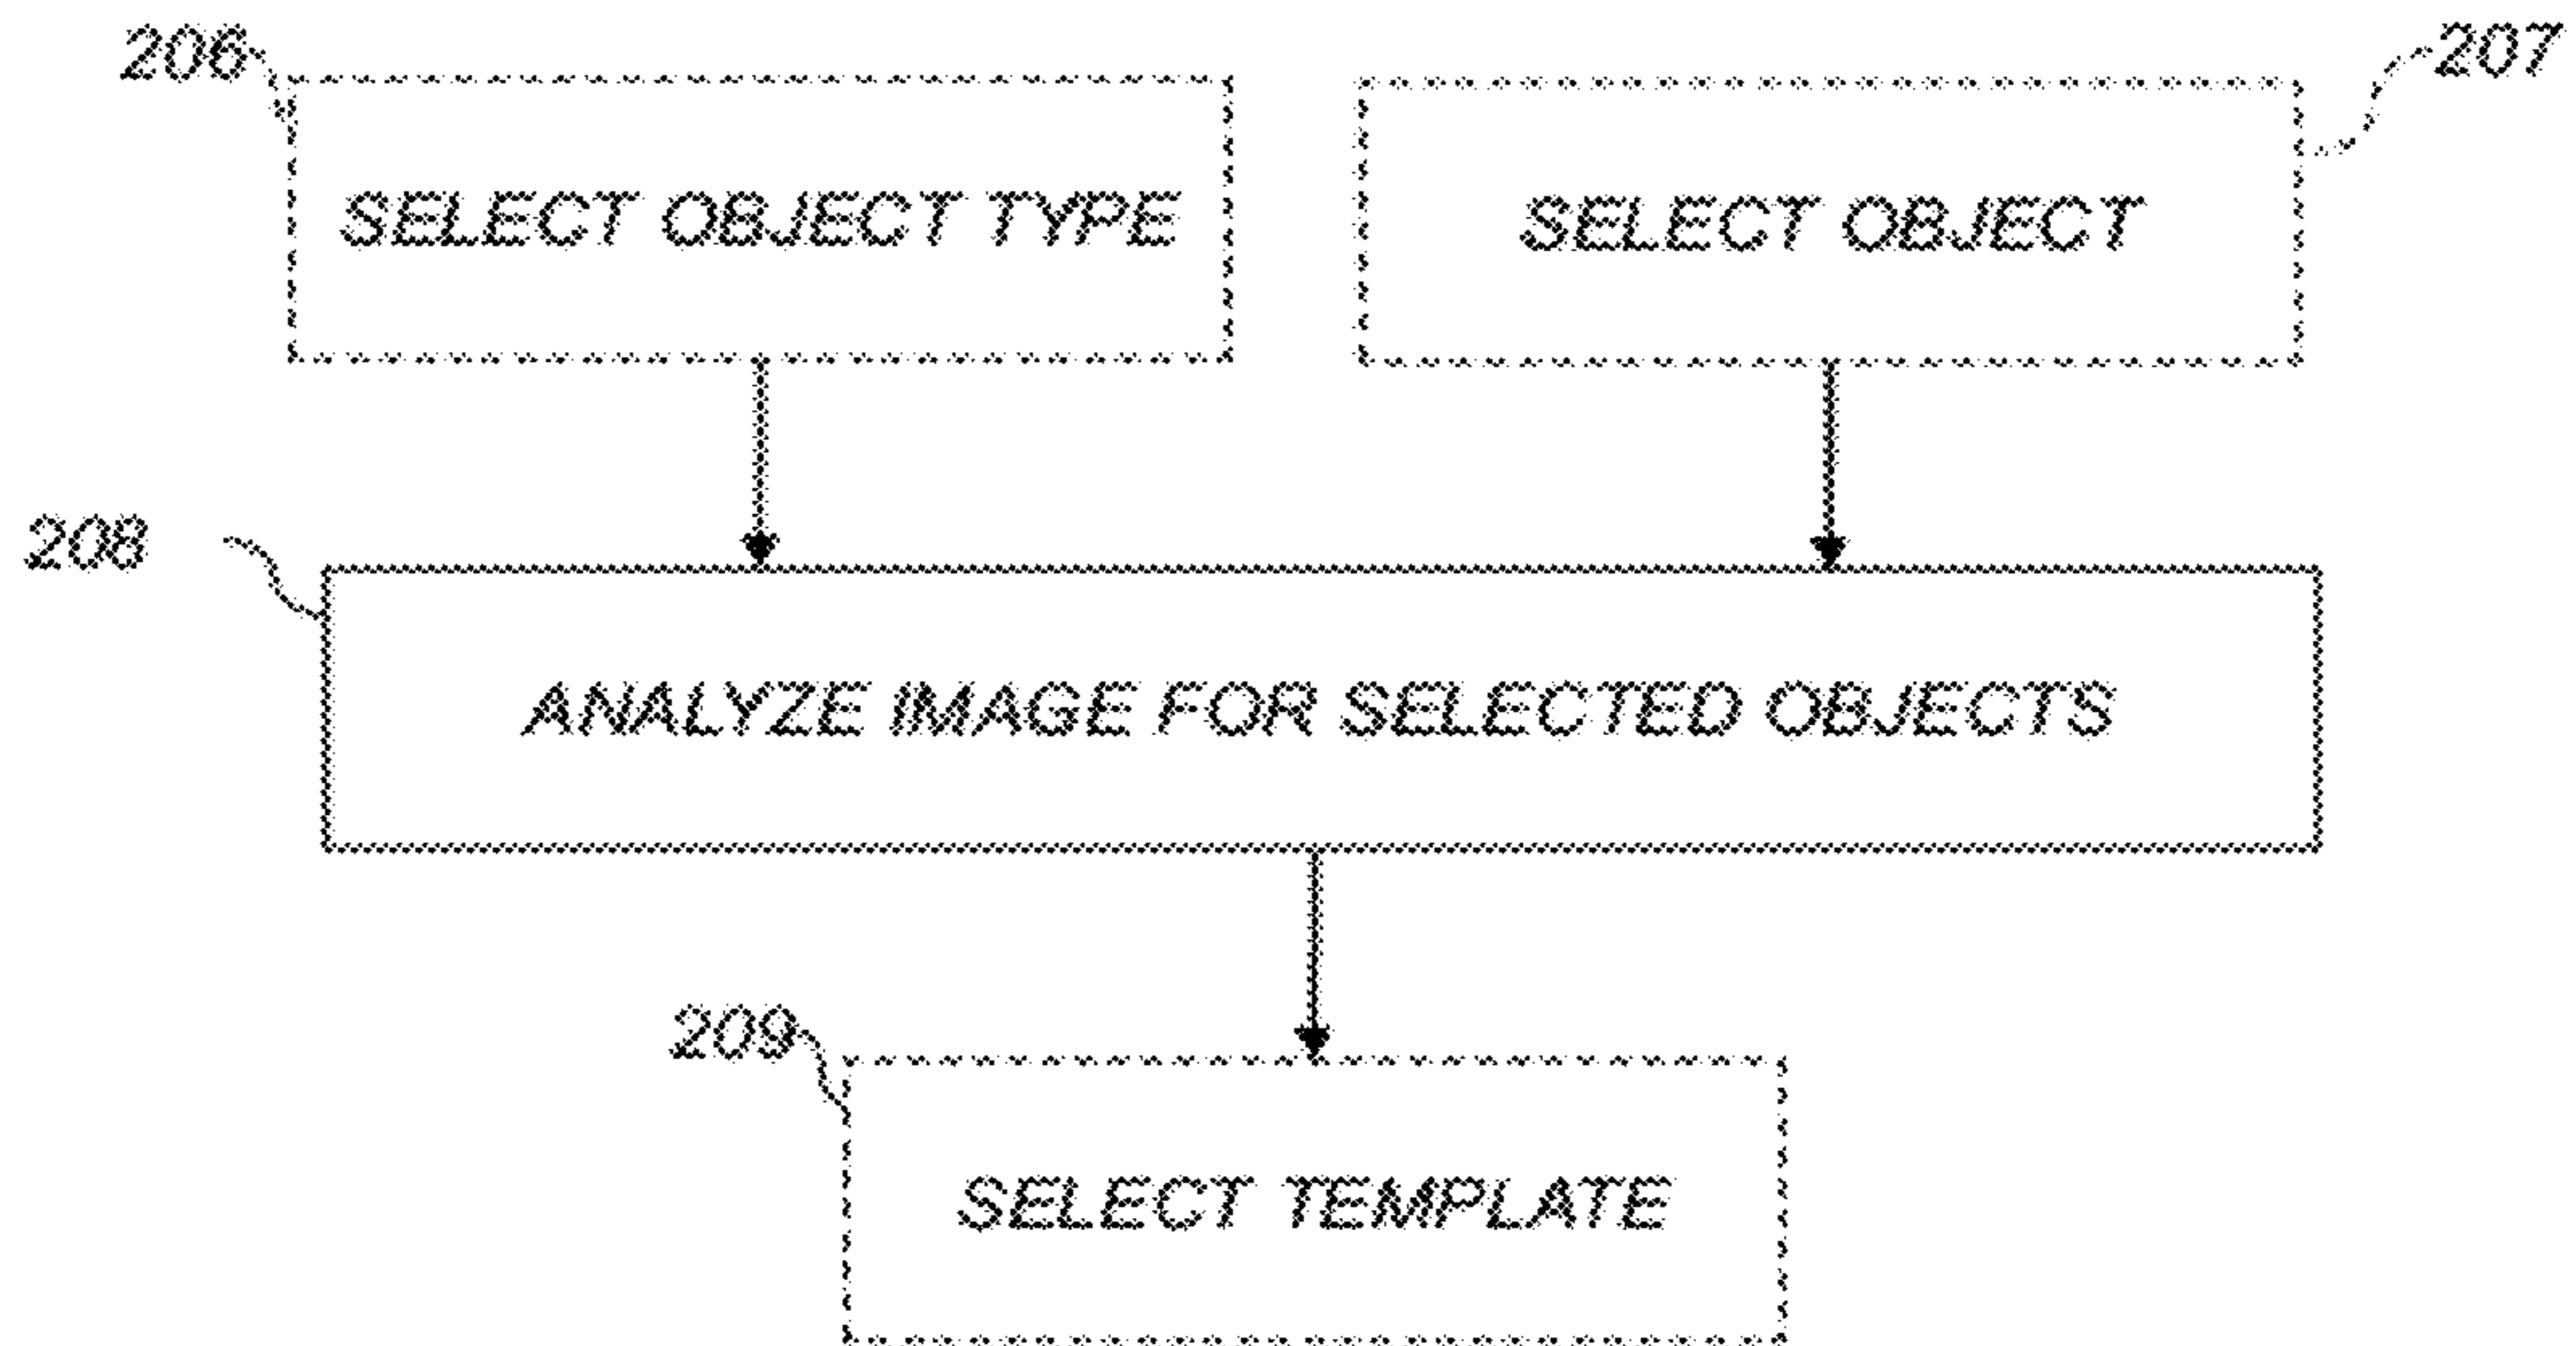 206
207
SELECT OBJECT TYPE
SELECT OBJECT
208
ANALYZE IMAGE FOR SELECTED OBJECTS
209
SELECT TEMPLATE